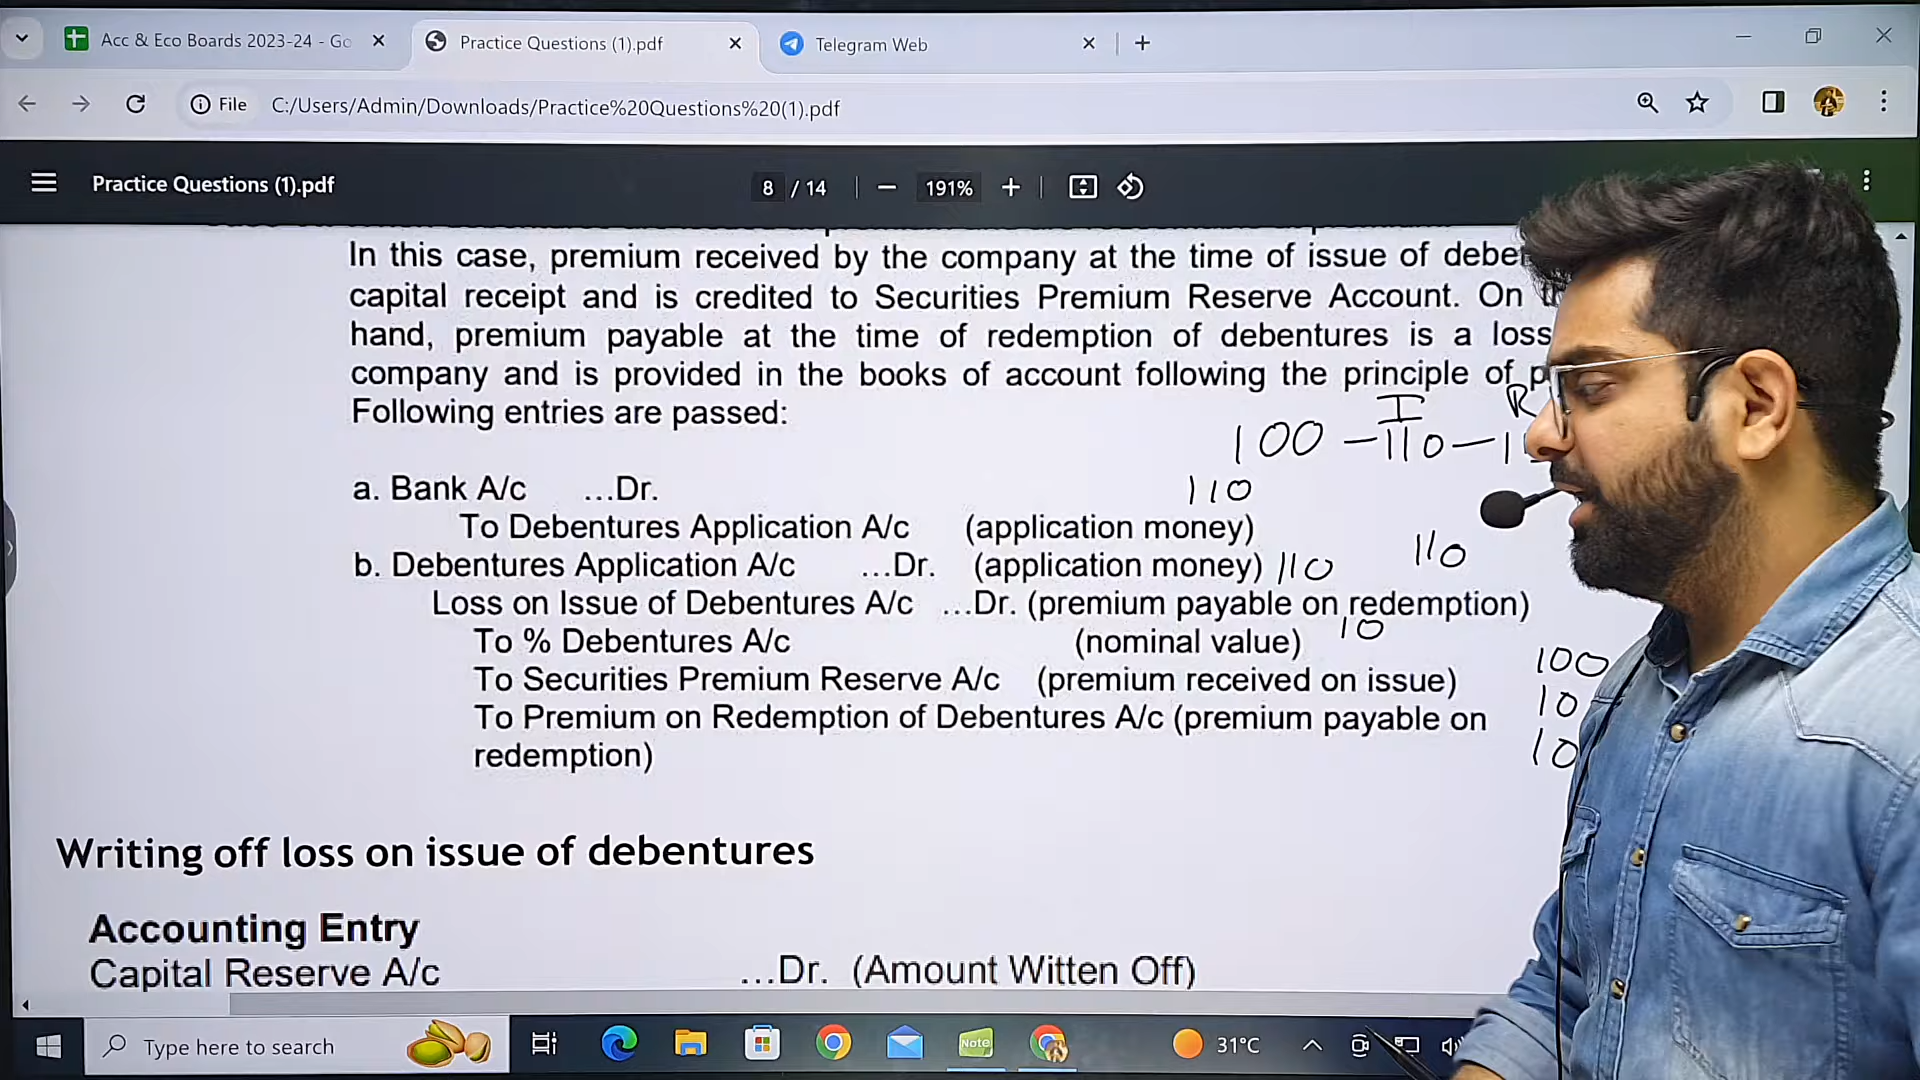 Acc & Eco Boards 2023-24 - Go
Practice Questions (1).pdf
Telegram Web
File
C:/Users/Admin/Downloads/Practice%20Questions%20(1).pdf
Practice Questions (1).pdf
8 / 14
191%
In this case, premium received by the company at the time of issue of
capital receipt and is credited to Securities Premium Reserve Account. On
hand, premium payable at the time of redemption of debentures is a loss
company and is provided in the books of account following the principle of
Following entries are passed:
I R
100 - 110 -
a. Bank A/c ...Dr. 110
To Debentures Application A/c (application money)
110
b. Debentures Application A/c ...Dr. (application money) 110
Loss on Issue of Debentures A/c ...Dr. (premium payable on redemption)
10
To % Debentures A/c (nominal value)
100
To Securities Premium Reserve A/c (premium received on issue)
10
To Premium on Redemption of Debentures A/c (premium payable on
redemption)
10
Writing off loss on issue of debentures
Accounting Entry
Capital Reserve A/c ...Dr. (Amount Witten Off)
Type here to search
Note
31°C